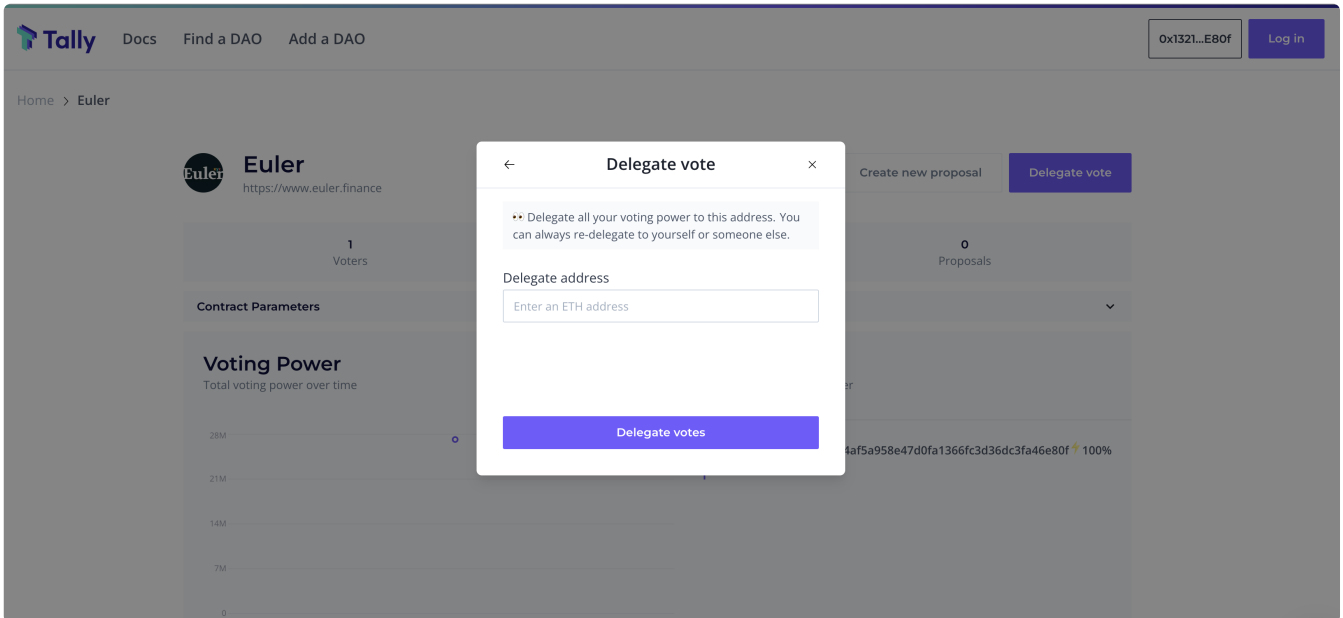 Tally
Docs
Find a DAO
Add a DAO
0x1321...E80f
Log in
Home > Euler
Euler
Euler
https://www.euler.finance
Create new proposal
Delegate vote
1
Voters
0
Proposals
Contract Parameters
Voting Power
Total voting power over time
28M
21M
14M
7M
0
er
4af5a958e47d0fa1366fc3d36dc3fa46e80f⚡100%
← Delegate vote ×
👀 Delegate all your voting power to this address. You
can always re-delegate to yourself or someone else.
Delegate address
Enter an ETH address
Delegate votes